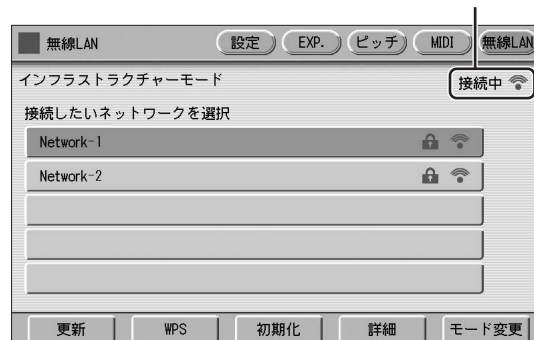 無線LAN 設定 EXP. ピッチ MIDI 無線LAN
インフラストラクチャーモード 接続中
接続したいネットワークを選択
Network-1
Network-2
更新 WPS 初期化 詳細 モード変更